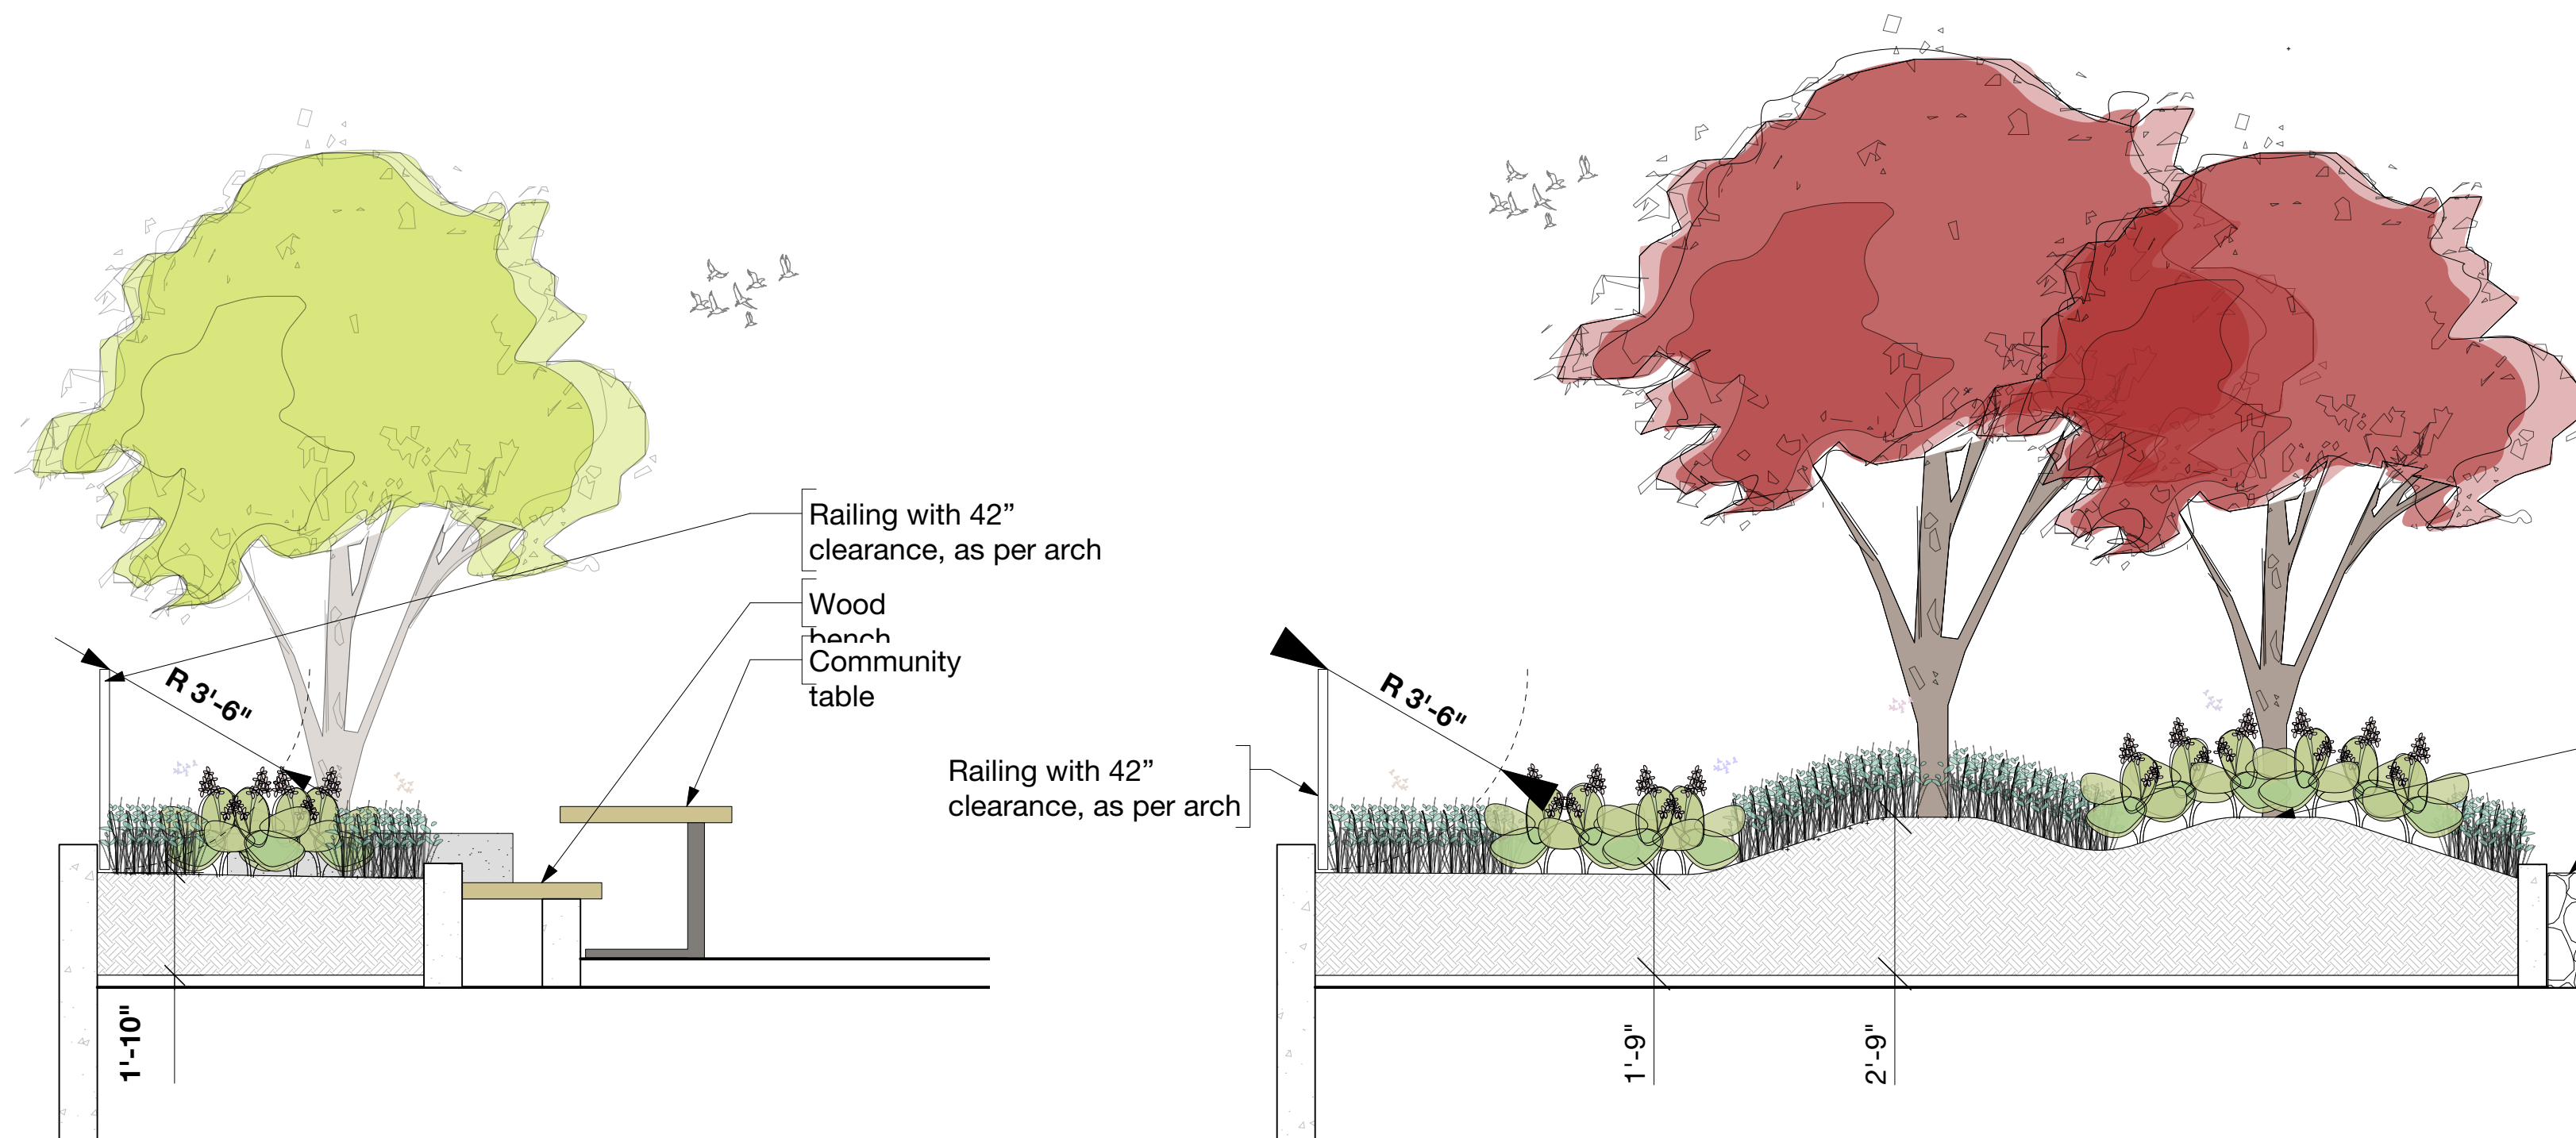 Railing with 42”
clearance, as per arch
Wood
bench
Community
table
R 3'-6"
1'-10"
Railing with 42”
clearance, as per arch
R 3'-6"
1'-9"
2'-9"